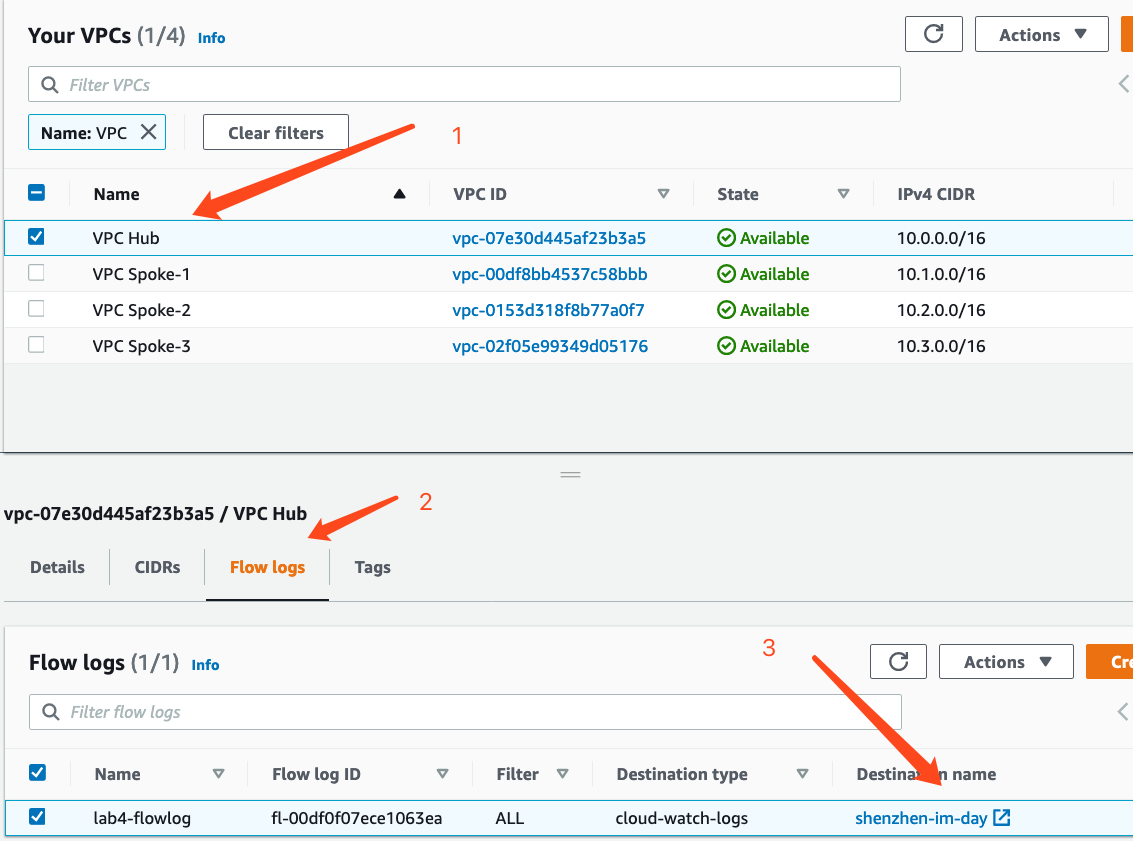 Your VPCs (1/4) Info
Actions
Filter VPCs
Name: VPC
Clear filters
1
Name VPC ID State IPv4 CIDR
VPC Hub vpc-07e30d445af23b3a5 Available 10.0.0.0/16
VPC Spoke-1 vpc-00df8bb4537c58bbb Available 10.1.0.0/16
VPC Spoke-2 vpc-0153d318f8b77a0f7 Available 10.2.0.0/16
VPC Spoke-3 vpc-02f05e99349d05176 Available 10.3.0.0/16
2
vpc-07e30d445af23b3a5 / VPC Hub
Details CIDRs Flow logs Tags
3
Flow logs (1/1) Info
Actions
Cre
Filter flow logs
Name Flow log ID Filter Destination type Destination name
lab4-flowlog fl-00df0f07ece1063ea ALL cloud-watch-logs shenzhen-im-day